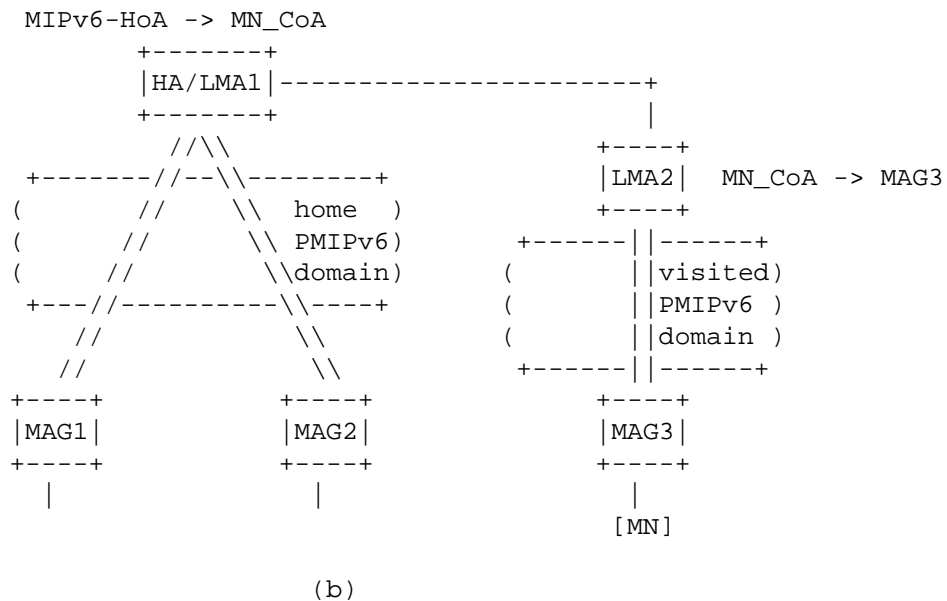 MIPv6-HoA -> MN_CoA
HA/LMA1
LMA2 MN_CoA -> MAG3
home
PMIPv6
domain
visited
PMIPv6
domain
MAG1 MAG2 MAG3
[MN]
(b)